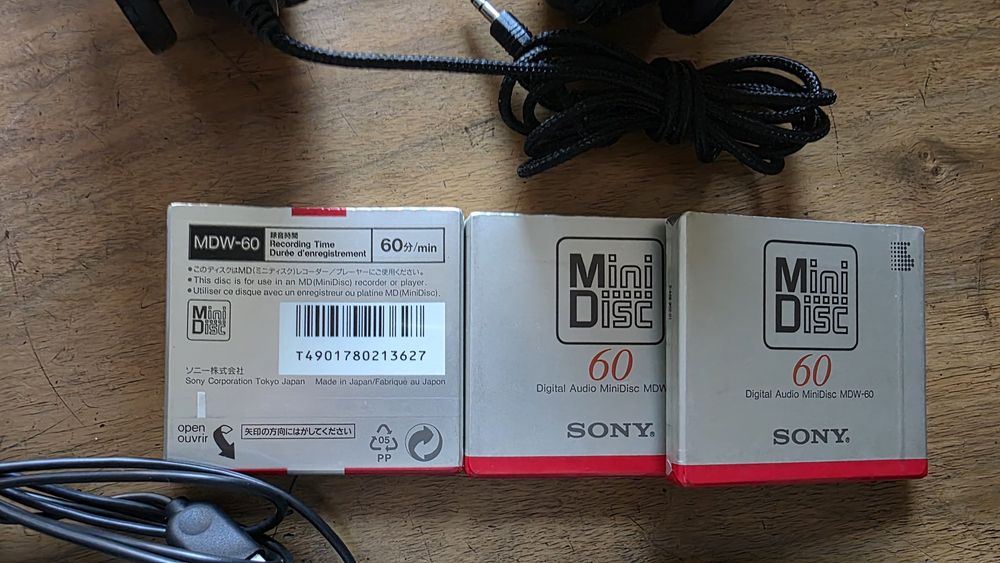 MDW-60
録音時間
Recording Time
Durée d'enregistrement
60分/min
●このディスクはMD(ミニディスク)レコーダー/プレーヤーにご使用ください。
●This disc is for use in an MD(MiniDisc) recorder or player.
●Utiliser ce disque avec un enregistreur ou platine MD(MiniDisc).
Mini
Disc
T4901780213627
ソニー株式会社
Sony Corporation Tokyo Japan Made in Japan/Fabriqué au Japon
open
ouvrir
矢印の方向にはがしてください
05
PP
Mini
Disc
60
Digital Audio MiniDisc MDW
SONY®
Mini
Disc
60
Digital Audio MiniDisc MDW-60
SONY®